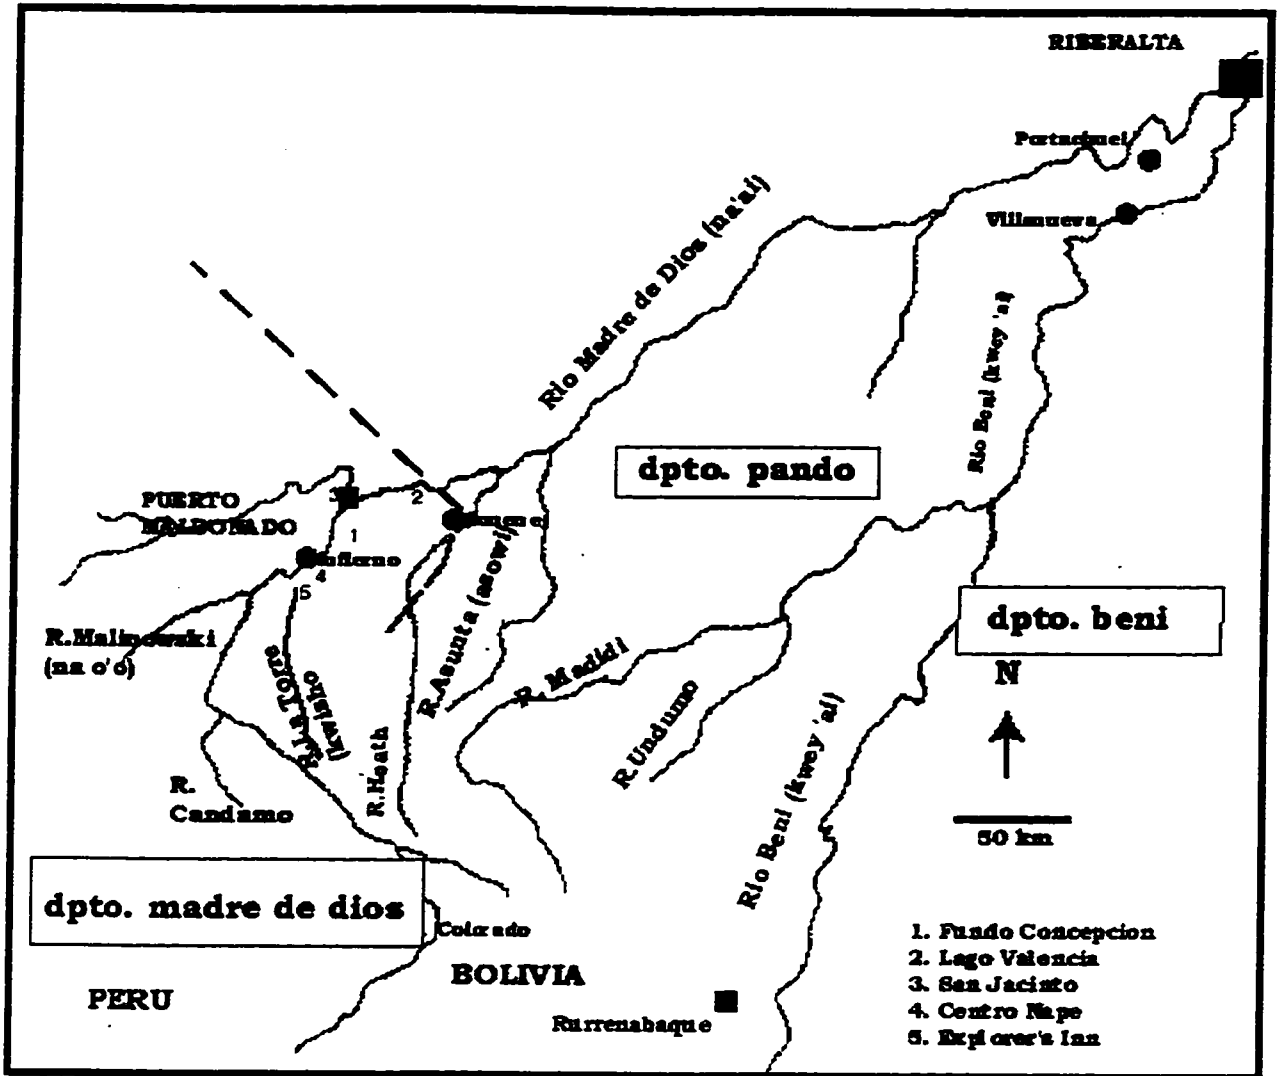 RIBERALTA
Portachuelo
Villanueva
Rio Madre de Dios (na'ai)
Rio Beni (kwey 'ai)
dpto. pando
PUERTO
MALDONADO
3
2
1
Infierno
4
5
R.Malinowski
(na o'o)
R.La Torre
(kwisho
R.Heath
R.Asunta (asowi)
R. Madidi
R.Undumo
dpto. beni
N
50 km
R.
Candamo
Rio Beni (kwey 'ai)
dpto. madre de dios
Colorado
BOLIVIA
PERU
Rurrenabaque
1. Fundo Concepcion
2. Lago Valencia
3. San Jacinto
4. Centro Ñape
5. Explorer's Inn